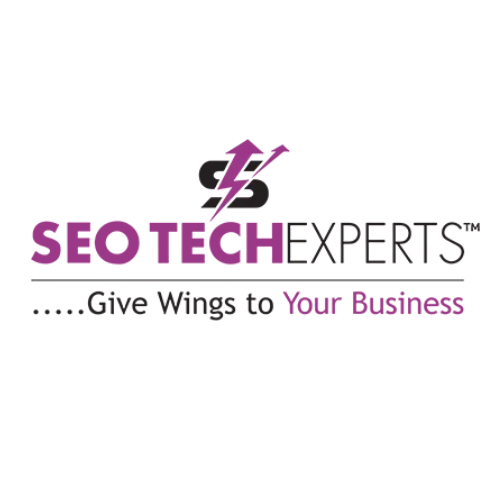 S
SEO TECHEXPERTS™
.....Give Wings to Your Business